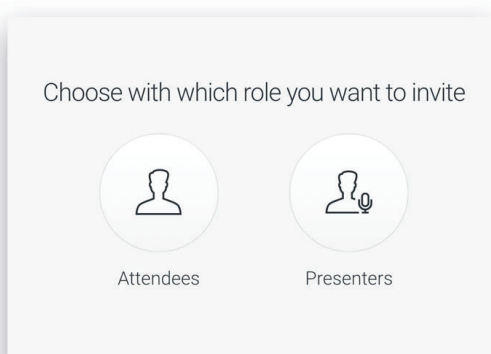 Choose with which role you want to invite
Attendees
Presenters